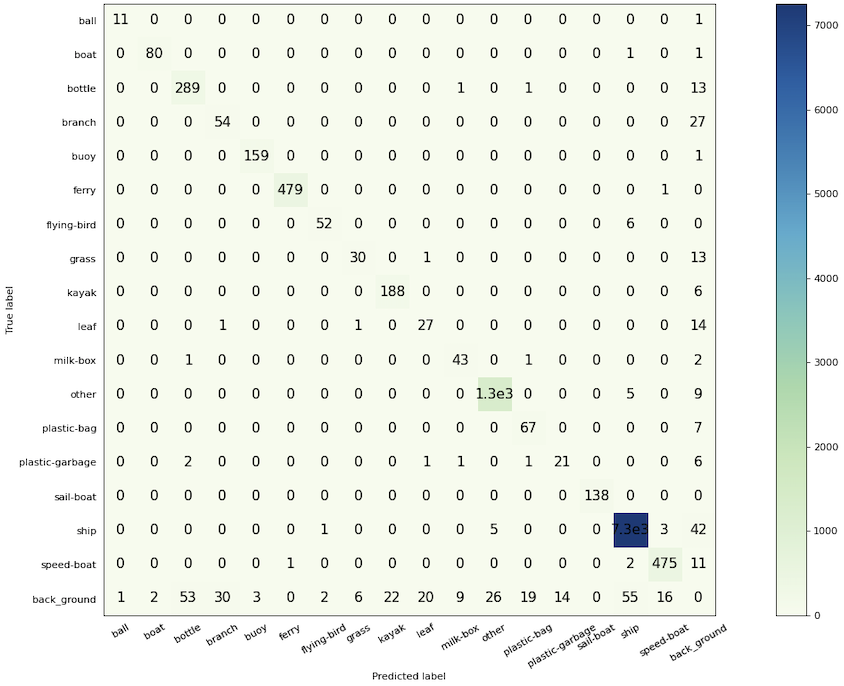 ball 11 0 0 0 0 0 0 0 0 0 0 0 0 0 0 0 0 1
boat 0 80 0 0 0 0 0 0 0 0 0 0 0 0 0 1 0 1
bottle 0 0 289 0 0 0 0 0 0 0 1 0 1 0 0 0 0 13
branch 0 0 0 54 0 0 0 0 0 0 0 0 0 0 0 0 0 27
buoy 0 0 0 0 159 0 0 0 0 0 0 0 0 0 0 0 0 1
ferry 0 0 0 0 0 479 0 0 0 0 0 0 0 0 0 0 1 0
flying-bird 0 0 0 0 0 0 52 0 0 0 0 0 0 0 0 6 0 0
grass 0 0 0 0 0 0 0 30 0 1 0 0 0 0 0 0 0 13
kayak 0 0 0 0 0 0 0 0 188 0 0 0 0 0 0 0 0 6
leaf 0 0 0 1 0 0 0 1 0 27 0 0 0 0 0 0 0 14
milk-box 0 0 1 0 0 0 0 0 0 0 43 0 1 0 0 0 0 2
other 0 0 0 0 0 0 0 0 0 0 0 1.3e3 0 0 0 5 0 9
plastic-bag 0 0 0 0 0 0 0 0 0 0 0 0 67 0 0 0 0 7
plastic-garbage 0 0 2 0 0 0 0 0 0 1 1 0 1 21 0 0 0 6
sail-boat 0 0 0 0 0 0 0 0 0 0 0 0 0 0 138 0 0 0
ship 0 0 0 0 0 0 1 0 0 0 0 5 0 0 0 7.3e3 3 42
speed-boat 0 0 0 0 0 1 0 0 0 0 0 0 0 0 0 2 475 11
back_ground 1 2 53 30 3 0 2 6 22 20 9 26 19 14 0 55 16 0
ball boat bottle branch buoy ferry flying-bird grass kayak leaf milk-box other plastic-bag plastic-garbage sail-boat ship speed-boat back_ground
Predicted label
True label
7000
6000
5000
4000
3000
2000
1000
0